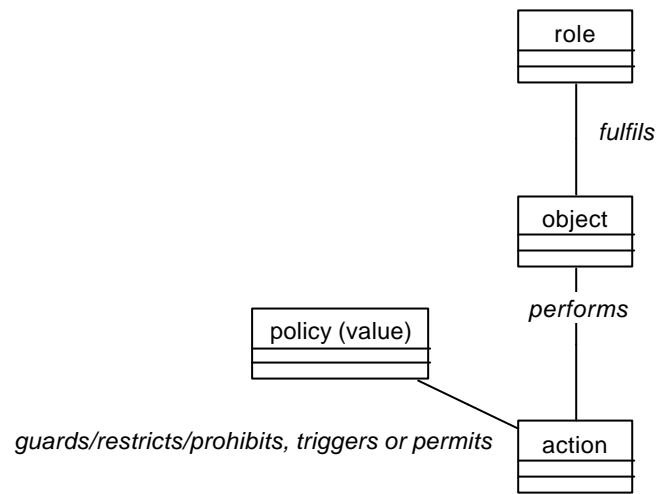 role
fulfils
object
performs
policy (value)
guards/restricts/prohibits, triggers or permits
action